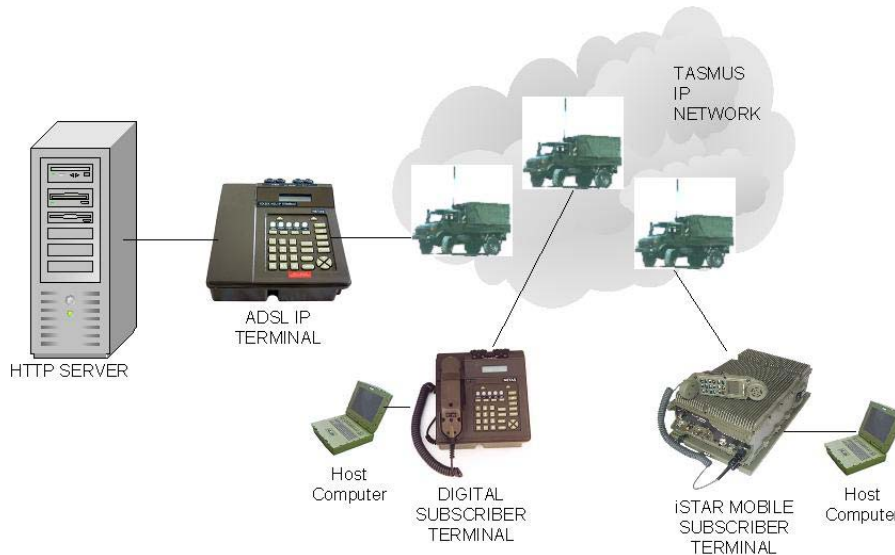 TASMUS
IP
NETWORK
ADSL IP
TERMINAL
HTTP SERVER
Host
Computer
DIGITAL
SUBSCRIBER
TERMINAL
iSTAR MOBILE
SUBSCRIBER
TERMINAL
Host
Computer